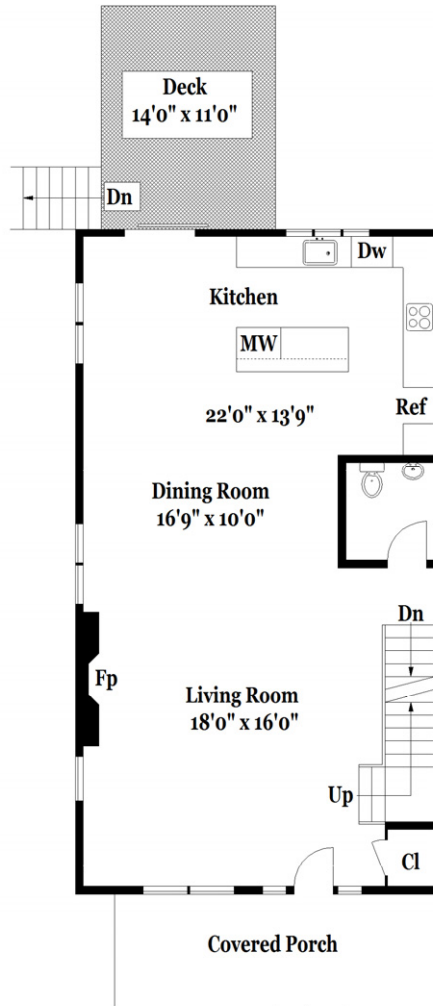 Deck
14'0" x 11'0"
Dn
Dw
Kitchen
MW
22'0" x 13'9"
Ref
Dining Room
16'9" x 10'0"
Dn
Fp
Living Room
18'0" x 16'0"
Up
Cl
Covered Porch